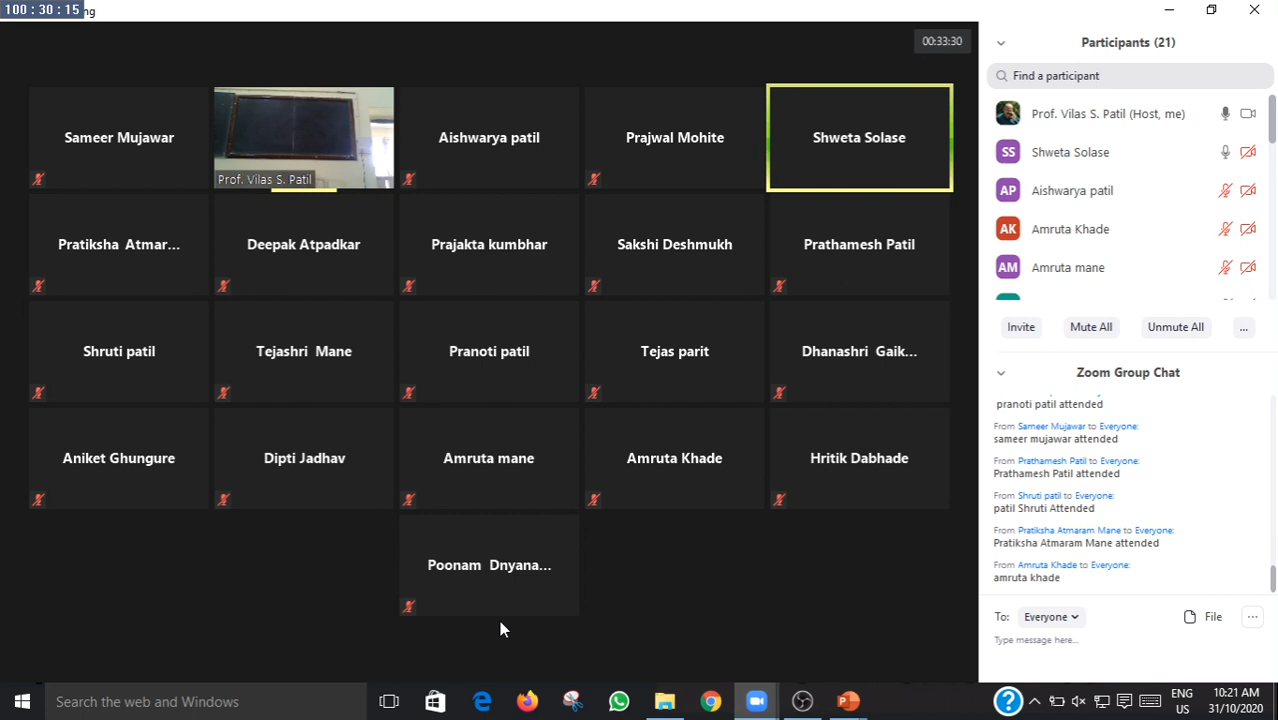 100:30:15
ng
00:33:30
Sameer Mujawar
Prof. Vilas S. Patil
Aishwarya patil
Prajwal Mohite
Shweta Solase
Pratiksha Atmar...
Deepak Atpadkar
Prajakta kumbhar
Sakshi Deshmukh
Prathamesh Patil
Shruti patil
Tejashri Mane
Pranoti patil
Tejas parit
Dhanashri Gaik...
Aniket Ghungure
Dipti Jadhav
Amruta mane
Amruta Khade
Hritik Dabhade
Poonam Dnyana...
Participants (21)
Find a participant
Prof. Vilas S. Patil (Host, me)
SS Shweta Solase
AP Aishwarya patil
AK Amruta Khade
AM Amruta mane
Invite Mute All Unmute All ...
Zoom Group Chat
pranoti patil attended
From Sameer Mujawar to Everyone:
sameer mujawar attended
From Prathamesh Patil to Everyone:
Prathamesh Patil attended
From Shruti patil to Everyone:
patil Shruti Attended
From Pratiksha Atmaram Mane to Everyone:
Pratiksha Atmaram Mane attended
From Amruta Khade to Everyone:
amruta khade
To: Everyone File ...
Type message here...
Search the web and Windows
ENG
US
10:21 AM
31/10/2020